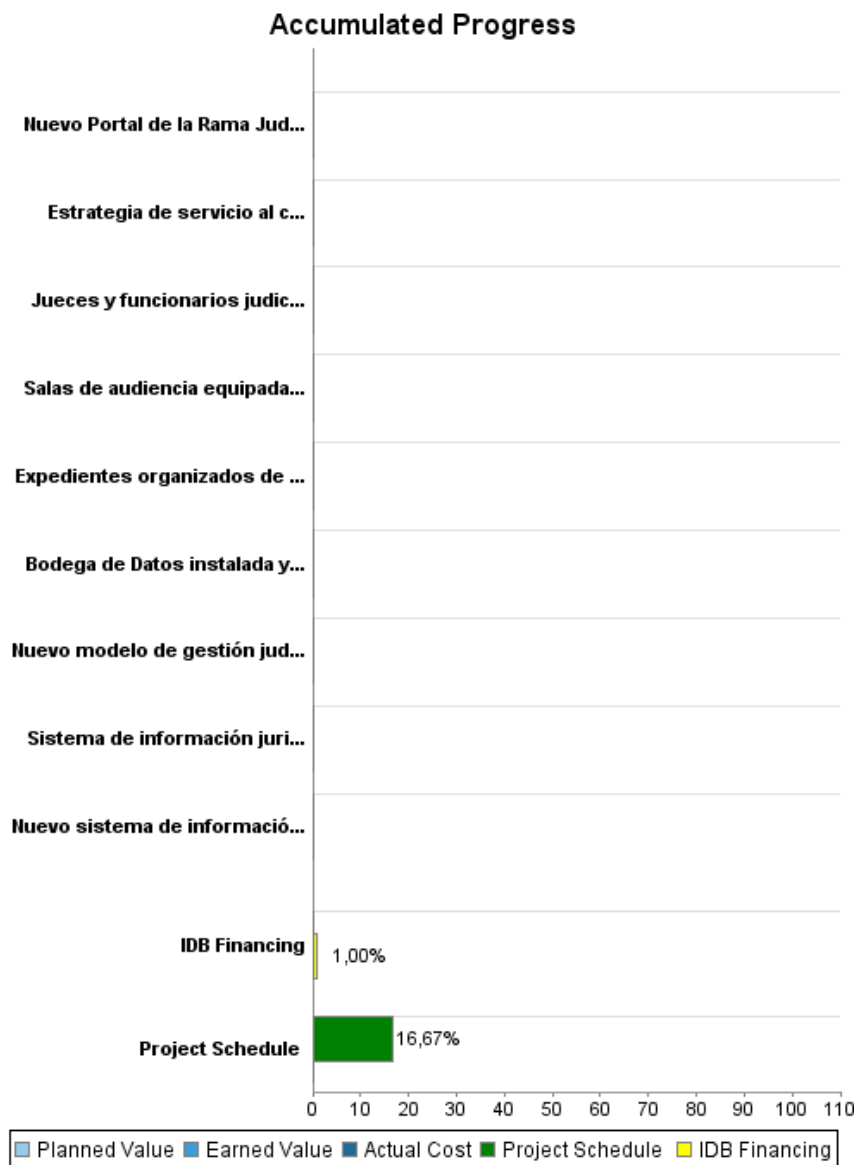 Accumulated Progress
Nuevo Portal de la Rama Jud...
Estrategia de servicio al c...
Jueces y funcionarios judic...
Salas de audiencia equipada...
Expedientes organizados de ...
Bodega de Datos instalada y...
Nuevo modelo de gestión jud...
Sistema de información juri...
Nuevo sistema de informació...
IDB Financing 1,00%
Project Schedule 16,67%
0 10 20 30 40 50 60 70 80 90 100 110
Planned Value Earned Value Actual Cost Project Schedule IDB Financing